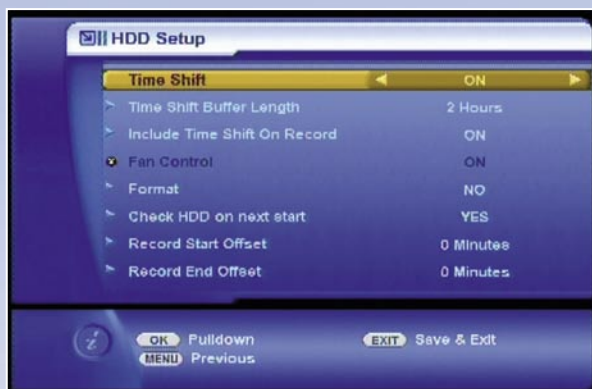 HDD Setup
Time Shift ON
Time Shift Buffer Length 2 Hours
Include Time Shift On Record ON
Fan Control ON
Format NO
Check HDD on next start YES
Record Start Offset 0 Minutes
Record End Offset 0 Minutes
OK Pulldown EXIT Save & Exit
MENU Previous